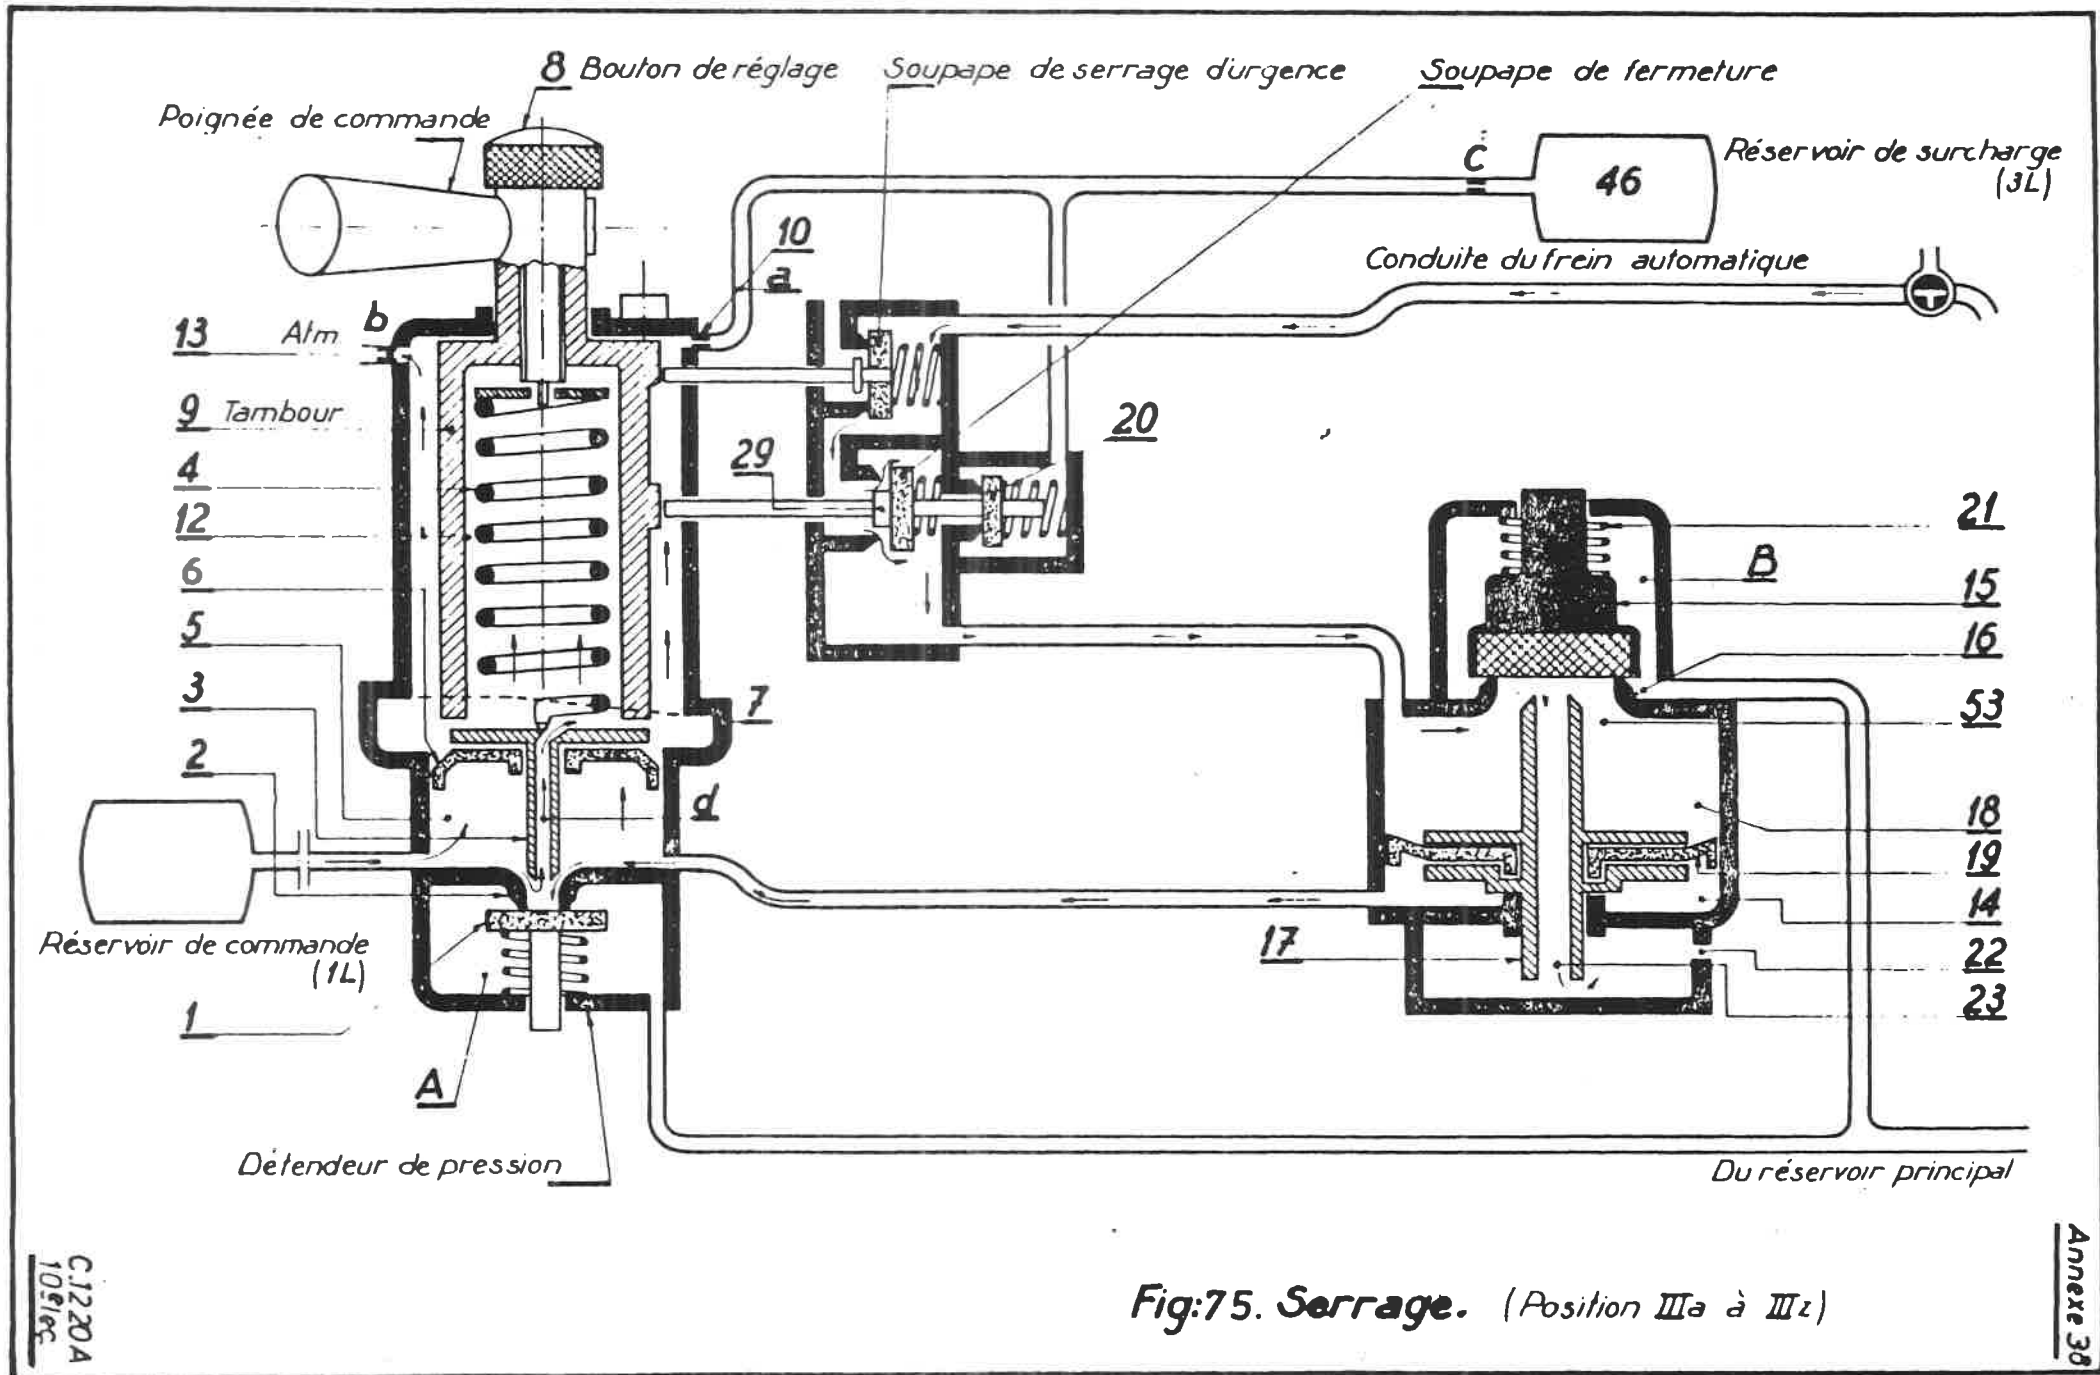 8 Bouton de réglage
Soupape de serrage d'urgence
Soupape de fermeture
Poignée de commande
C
46
Réservoir de surcharge
(3L)
10
a
Conduite du frein automatique
13 Atm b
9 Tambour
20
4
29
12
21
B
6
15
5
16
3
7
53
2
d
18
19
14
Réservoir de commande
(1L)
17
22
23
1
A
Détendeur de pression
Du réservoir principal
C.1220A
10e leç.
Fig:75. Serrage. (Position IIIa à IIIz)
Annexe 38